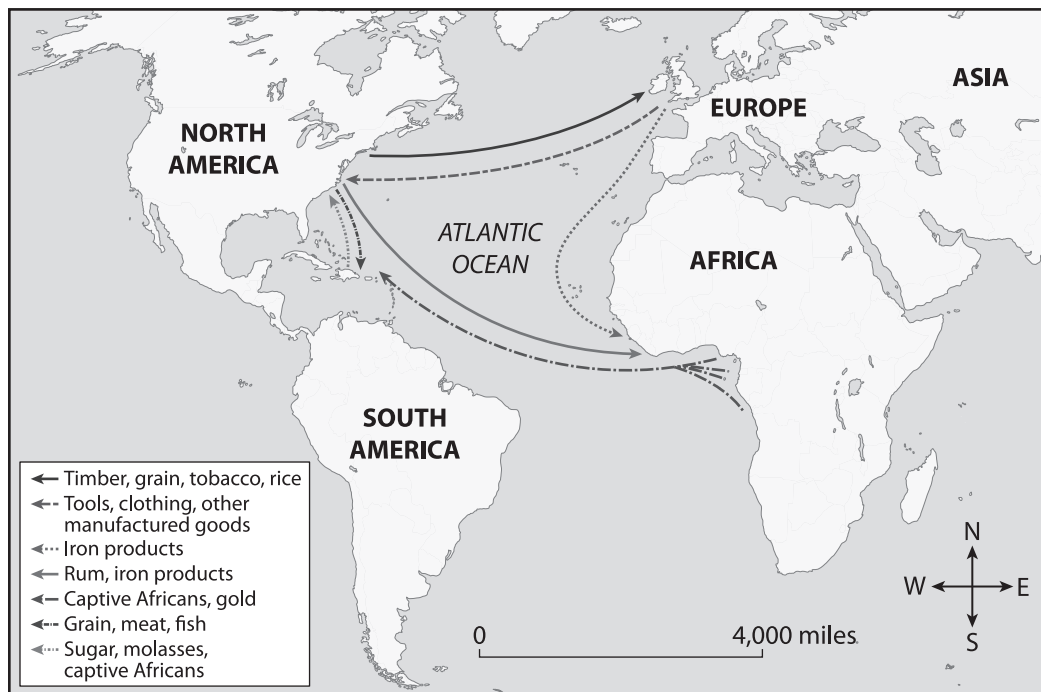 NORTH
AMERICA
EUROPE
ASIA
ATLANTIC
OCEAN
AFRICA
SOUTH
AMERICA
Timber, grain, tobacco, rice
Tools, clothing, other
manufactured goods
Iron products
Rum, iron products
Captive Africans, gold
Grain, meat, fish
Sugar, molasses,
captive Africans
0 4,000 miles
N
W E
S